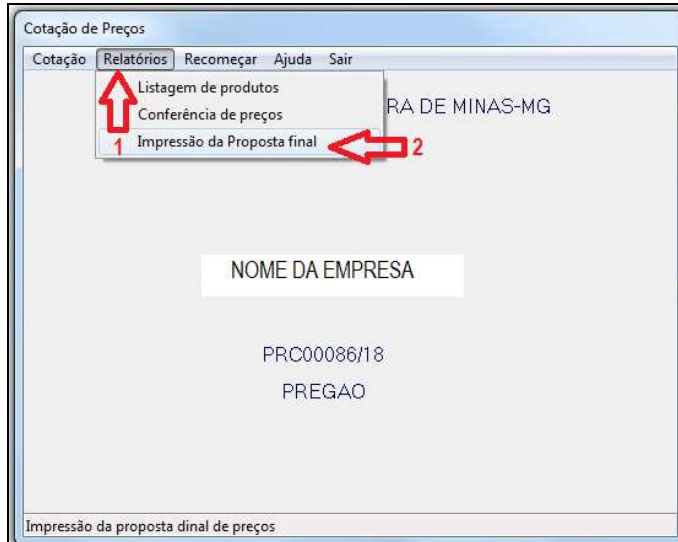 Cotação de Preços
Cotação Relatórios Recomeçar Ajuda Sair
Listagem de produtos
Conferência de preços
Impressão da Proposta final
1
2
RA DE MINAS-MG
NOME DA EMPRESA
PRC00086/18
PREGAO
Impressão da proposta dinal de preços